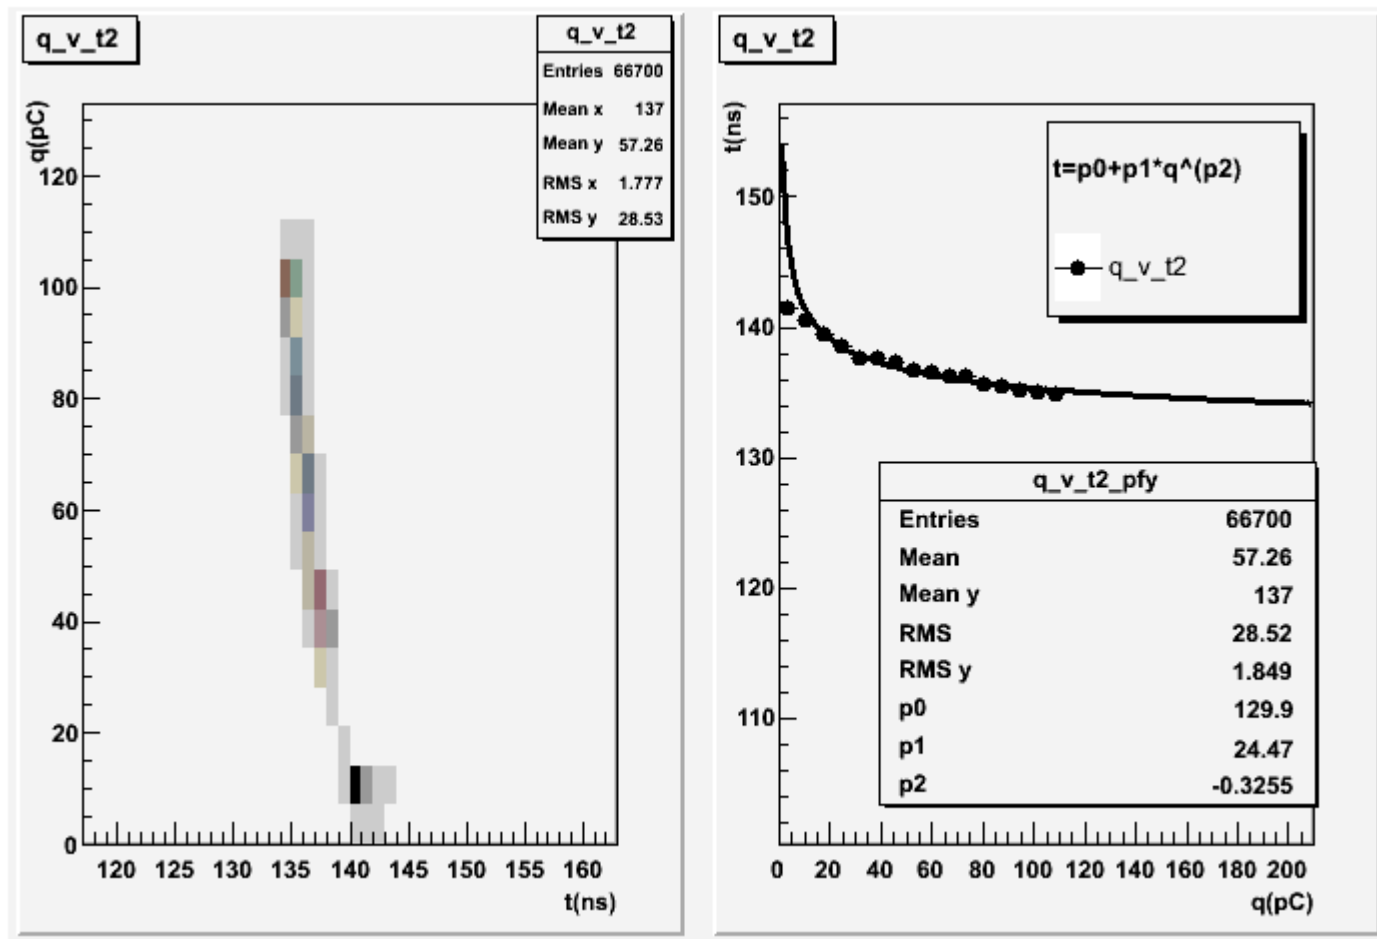 q_v_t2
q_v_t2
Entries 66700
Mean x 137
Mean y 57.26
RMS x 1.777
RMS y 28.53
q(pC)
120
100
80
60
40
20
0
120 125 130 135 140 145 150 155 160
t(ns)
q_v_t2
t(ns)
150
140
130
120
110
t=p0+p1*q^(p2)
q_v_t2
q_v_t2_pfy
Entries 66700
Mean 57.26
Mean y 137
RMS 28.52
RMS y 1.849
p0 129.9
p1 24.47
p2 -0.3255
0 20 40 60 80 100 120 140 160 180 200
q(pC)